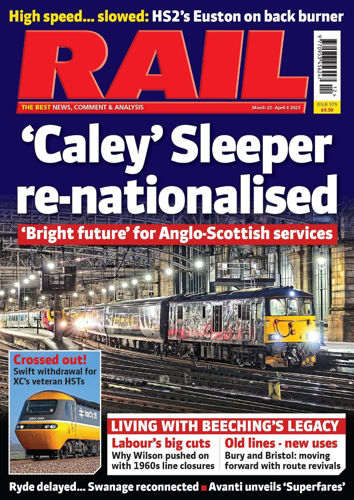 High speed... slowed: HS2's Euston on back burner
RAIL
THE BEST NEWS, COMMENT & ANALYSIS
March 22- April 4 2023
ISSUE 979
£4.50
'Caley' Sleeper
re-nationalised
'Bright future' for Anglo-Scottish services
Crossed out!
Swift withdrawal for
XC's veteran HSTs
LIVING WITH BEECHING'S LEGACY
Labour's big cuts
Why Wilson pushed on
with 1960s line closures
Old lines - new uses
Bury and Bristol: moving
forward with route revivals
Ryde delayed... Swanage reconnected ■ Avanti unveils 'Superfares'